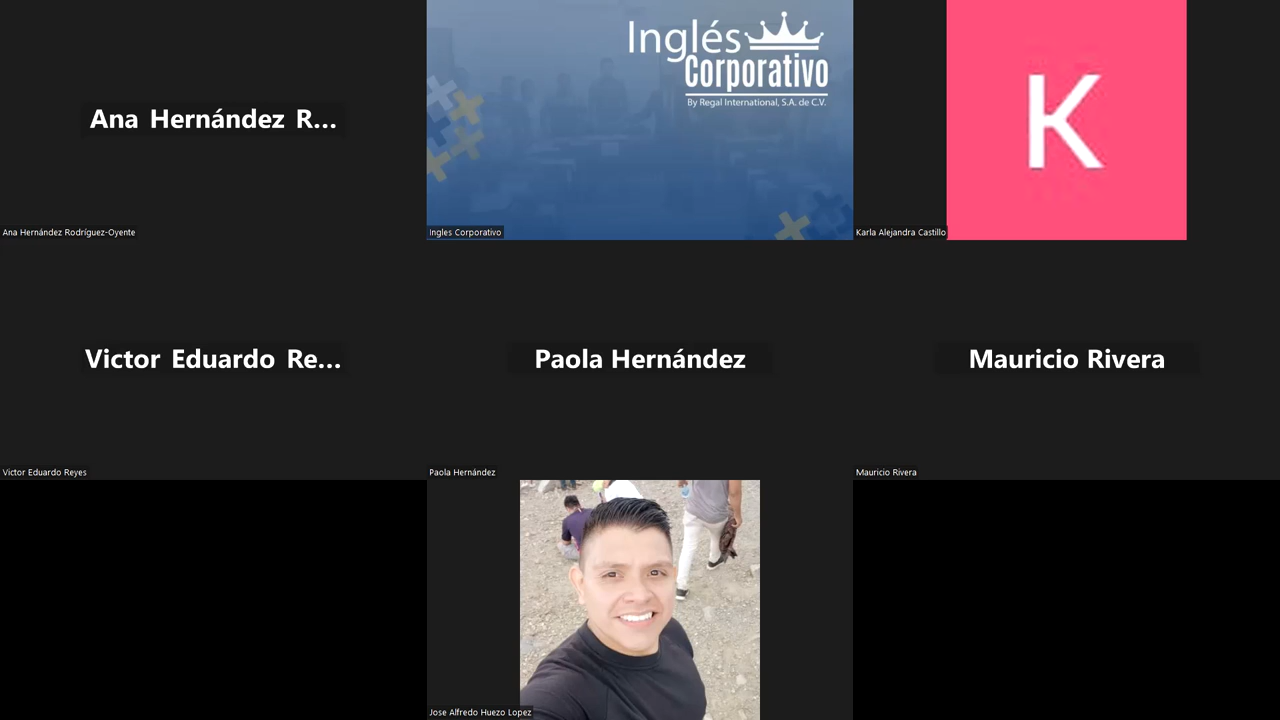 Ana Hernández R...
Ana Hernández Rodríguez-Oyente
Inglés
Corporativo
By Regal International, S.A. de C.V.
Ingles Corporativo
K
Karla Alejandra Castillo
Victor Eduardo Re...
Victor Eduardo Reyes
Paola Hernández
Paola Hernández
Mauricio Rivera
Mauricio Rivera
Jose Alfredo Huezo Lopez